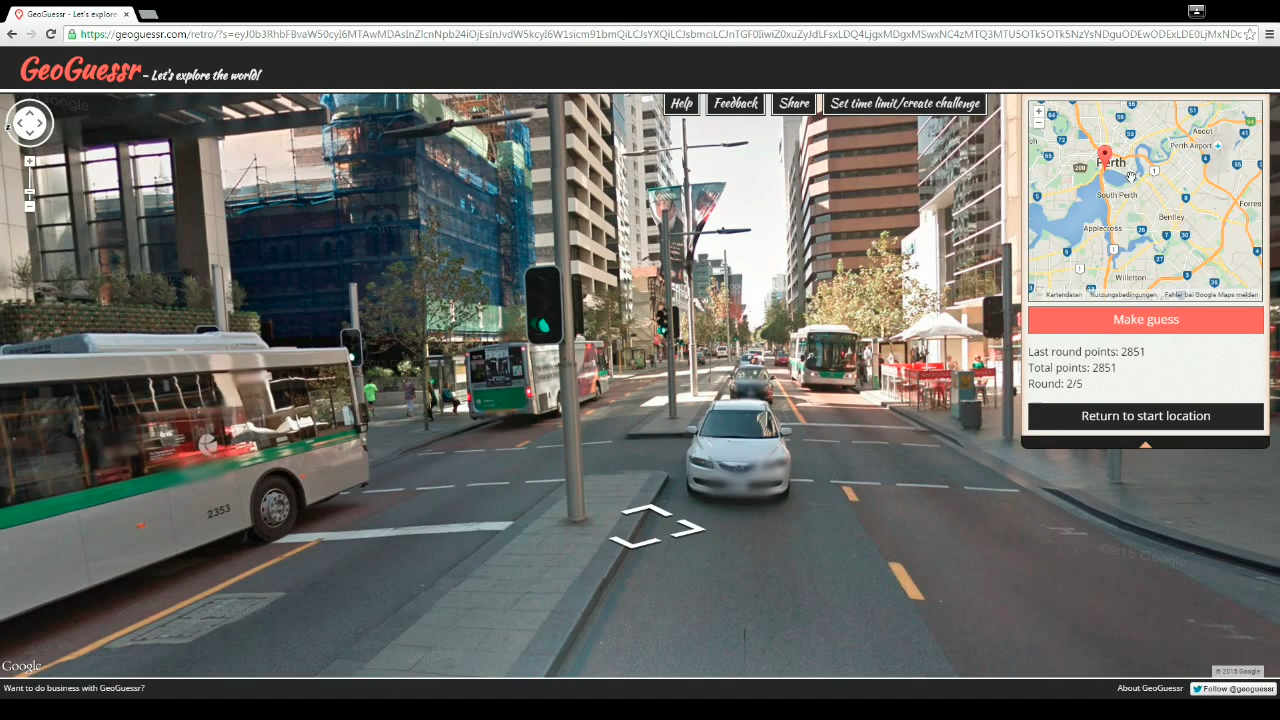 GeoGuessr - Let's explore
https://geoguessr.com/retro/?s=
GeoGuessr - Let's explore the world!
Help
Feedback
Share
Set time limit/create challenge
Ascot
Perth Airport
Perth
South Perth
Bentley
Forres
Applecross
Willetton
Kartendaten
Nutzungsbedingungen
Fehler bei Google Maps melden
Make guess
Last round points: 2851
Total points: 2851
Round: 2/5
Return to start location
2353
Google
© 2015 Google
Want to do business with GeoGuessr?
About GeoGuessr
Follow @geoguessr